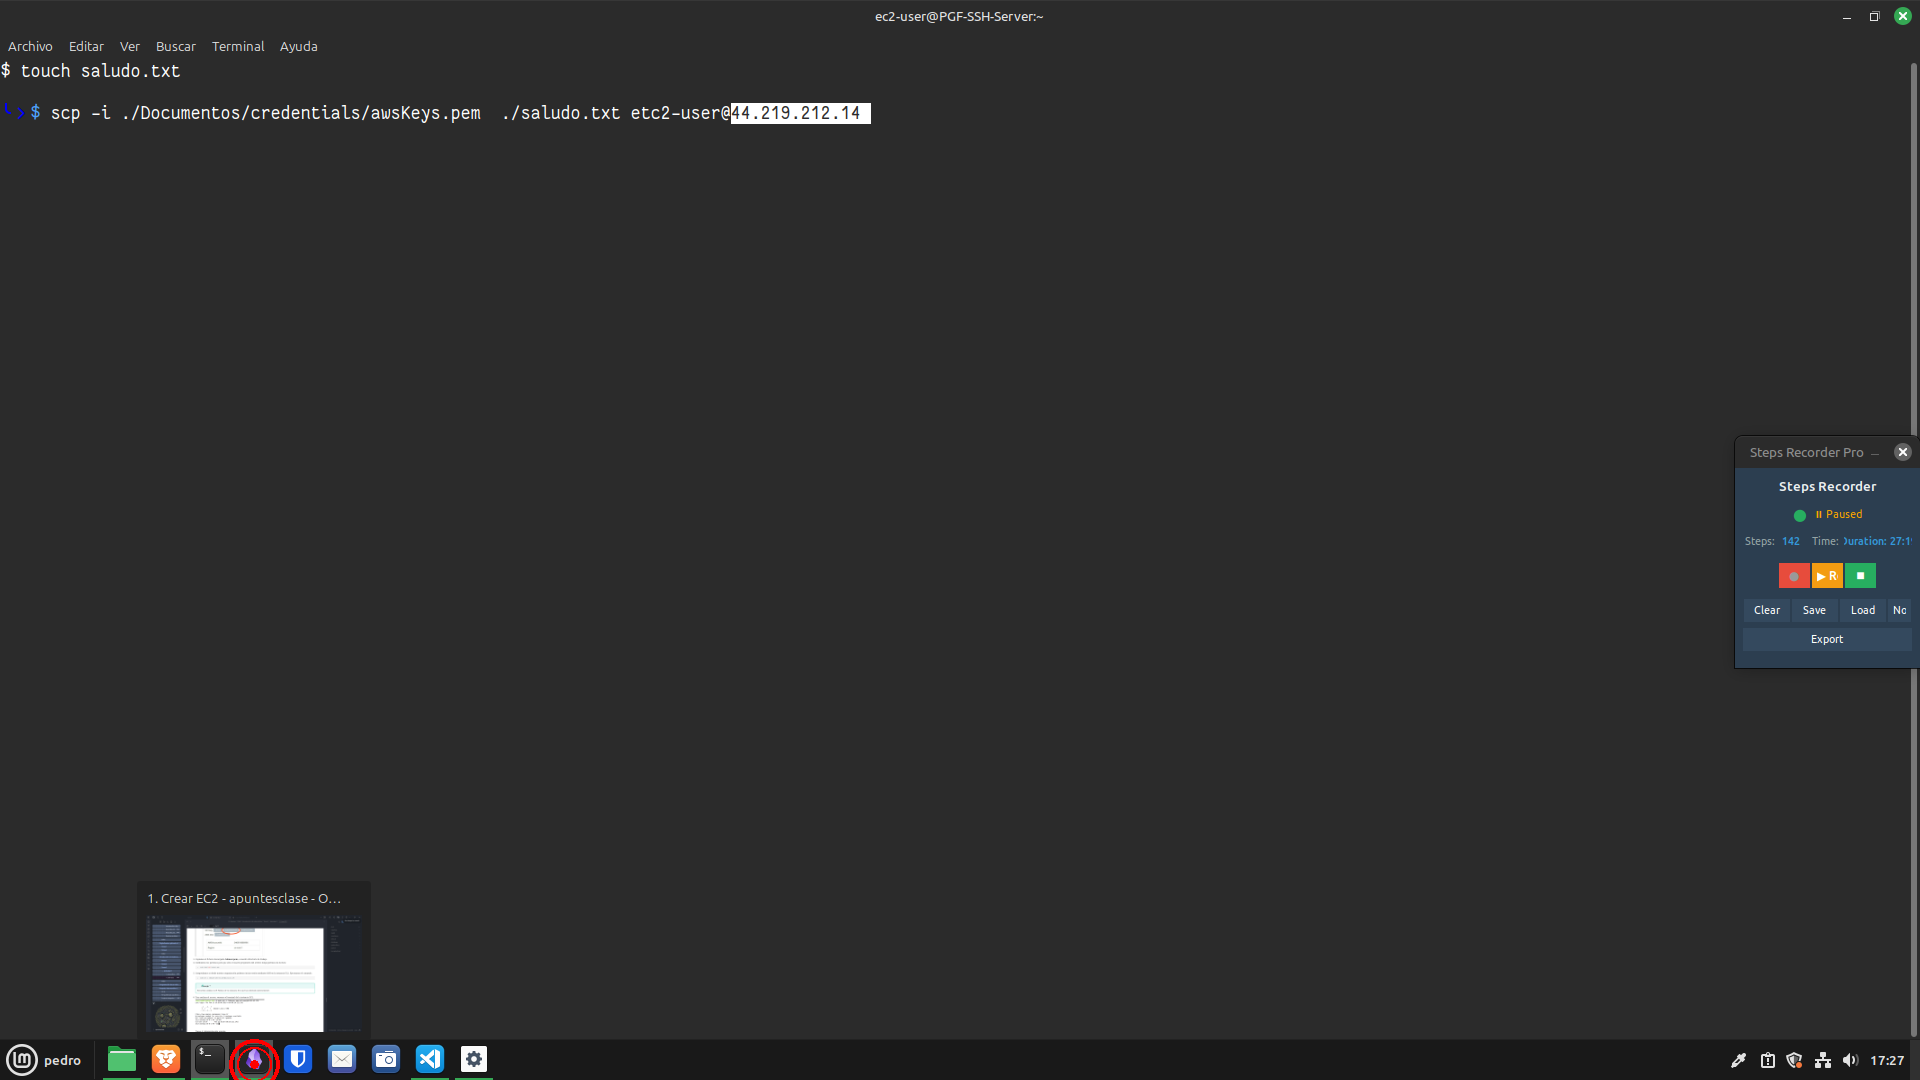 ec2-user@PGF-SSH-Server:~
Archivo Editar Ver Buscar Terminal Ayuda
$ touch saludo.txt
$ scp -i ./Documentos/credentials/awsKeys.pem  ./saludo.txt etc2-user@44.219.212.14
Steps Recorder Pro
Steps Recorder
Paused
Steps: 142 Time: Duration: 27:1
R
Clear Save Load No
Export
1. Crear EC2 - apuntesclase - O...
$_
pedro
17:27